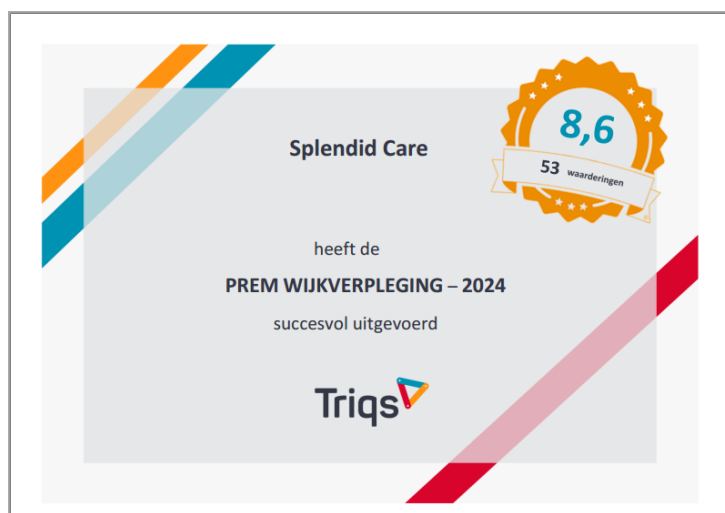 Splendid Care
8,6
53 waarderingen
heeft de
PREM WIJKVERPLEGING – 2024
succesvol uitgevoerd
Triqs